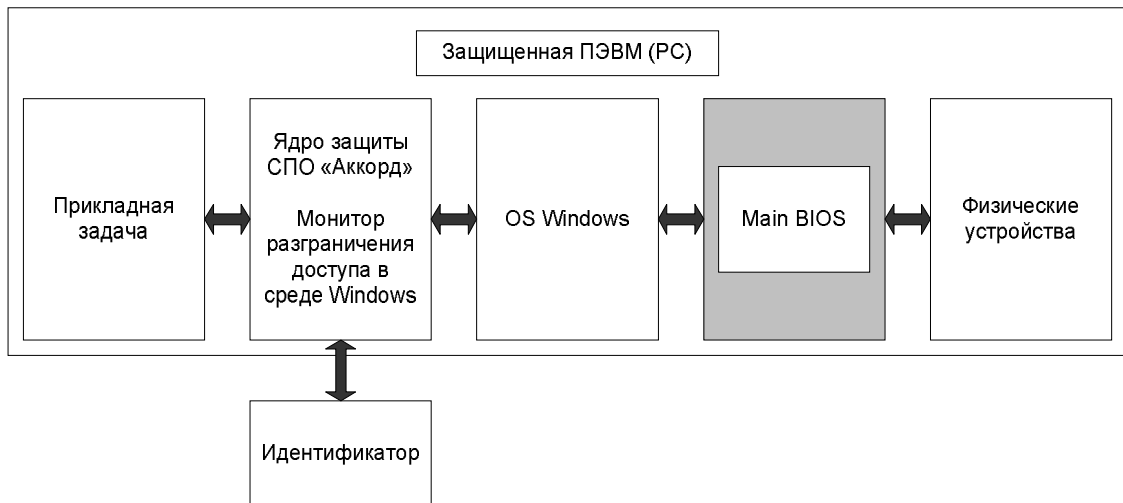 Защищенная ПЭВМ (PC)
Прикладная
задача
Ядро защиты
СПО «Аккорд»
Монитор
разграничения
доступа в
среде Windows
OS Windows
Main BIOS
Физические
устройства
Идентификатор